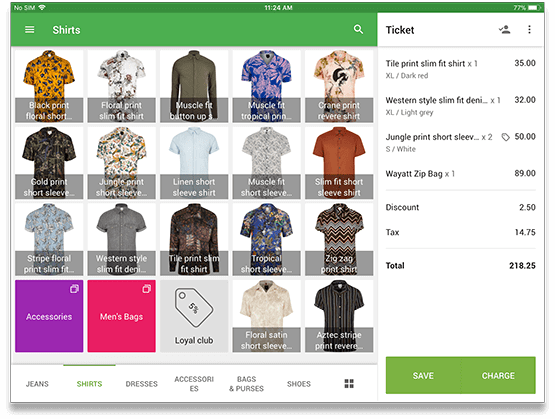 No SIM 11:24 AM 77%
Shirts
Ticket
Black print
floral short...
Floral print
slim fit shirt
Muscle fit
button up s...
Muscle fit
tropical prin...
Crane print
revere shirt
Gold print
short sleeve...
Jungle print
short sleeve...
Linen short
sleeve shirt
Muscle fit
short sleeve...
Slim fit short
sleeve shirt
Stripe floral
print slim fit...
Western style
slim fit deni...
Tile print slim
fit shirt
Tropical
short sleeve...
Zig zag
print shirt
Accessories
Men's Bags
5%
Loyal club
Floral satin
short sleeve...
Aztec stripe
print revere...
JEANS
SHIRTS
DRESSES
ACCESSORI
ES
BAGS
& PURSES
SHOES
Tile print slim fit shirt x 1 35.00
XL / Dark red
Western style slim fit deni... x 1 32.00
XL / Light grey
Jungle print short sleev... x 2 50.00
S / White
Wayatt Zip Bag x 1 89.00
Discount 2.50
Tax 14.75
Total 218.25
SAVE
CHARGE